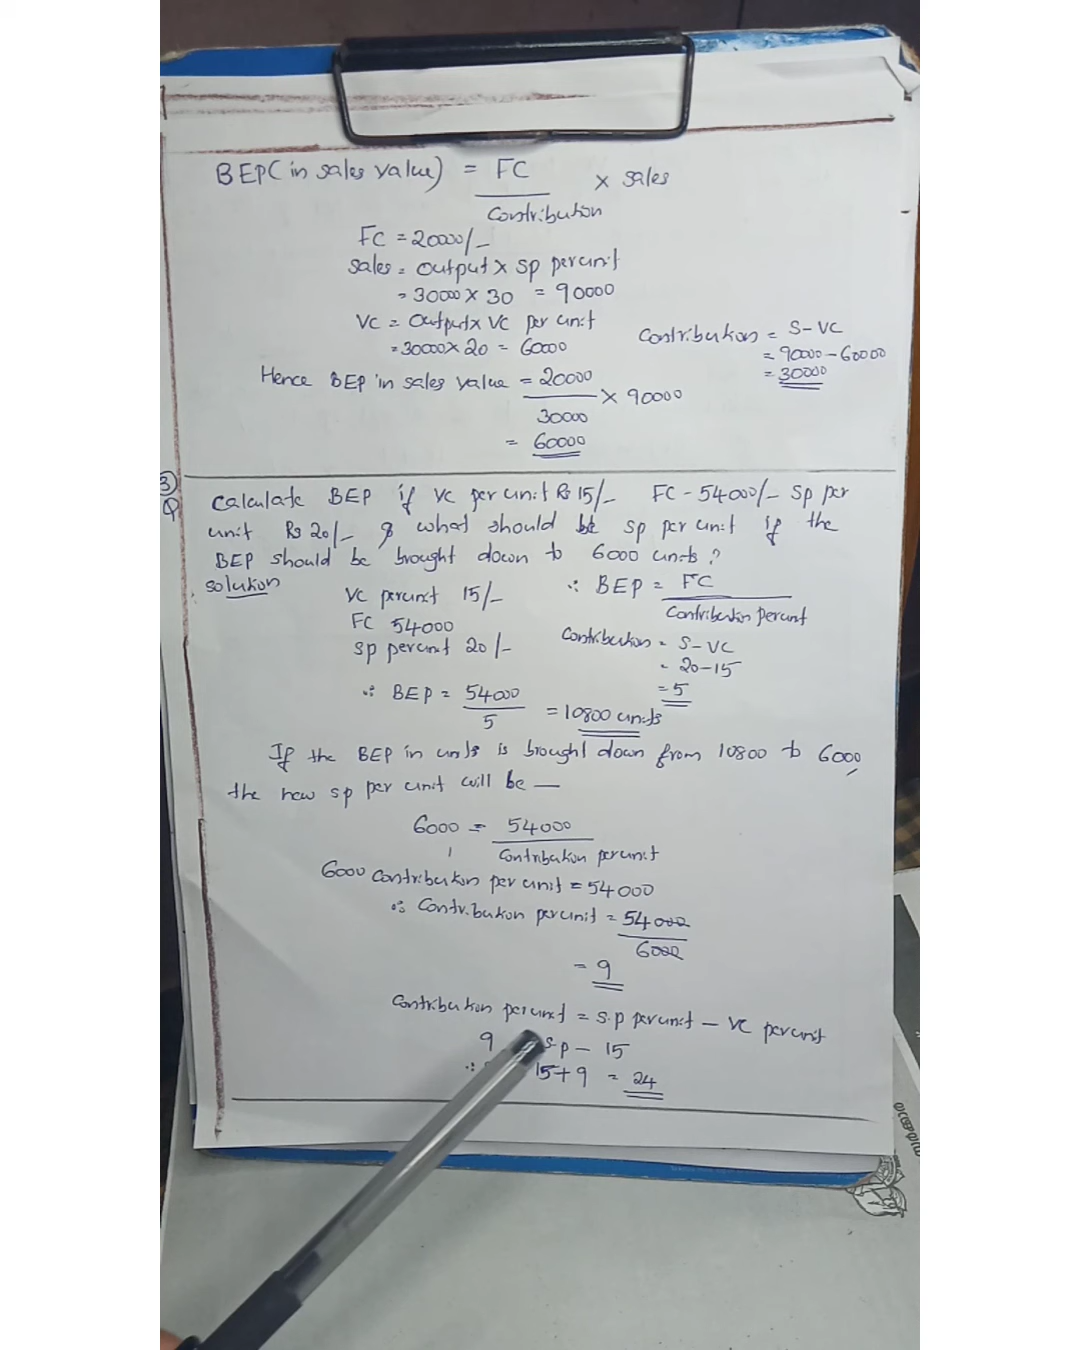 BEP (in sales value) = FC / Contribution × sales
FC = 20000/-
sales = output × sp per unit
= 30000 × 30 = 90000
VC = Output x VC per unit
= 30000 × 20 = 60000
Contribution = S-VC
= 90000 - 60000
= 30000
Hence BEP in sales value = 20000 / 30000 × 90000
= 60000
3)
Q
Calculate BEP if VC per unit Rs 15/- FC - 54000/- SP per
unit Rs 20/- & what should be sp per unit if the
BEP should be brought down to 6000 units?
Solution
VC per unit 15/-
FC 54000
SP per unit 20/-
∴ BEP = FC / Contribution per unit
Contribution = S-VC
= 20-15
= 5
∴ BEP = 54000 / 5 = 10800 units
If the BEP in units is brought down from 10800 to 6000,
the new sp per unit will be —
6000 = 54000 / Contribution per unit
6000 Contribution per unit = 54000
∴ Contribution per unit = 54000 / 6000
= 9
Contribution per unit = S.P per unit - VC per unit
9 SP - 15
∴ 15+9 = 24